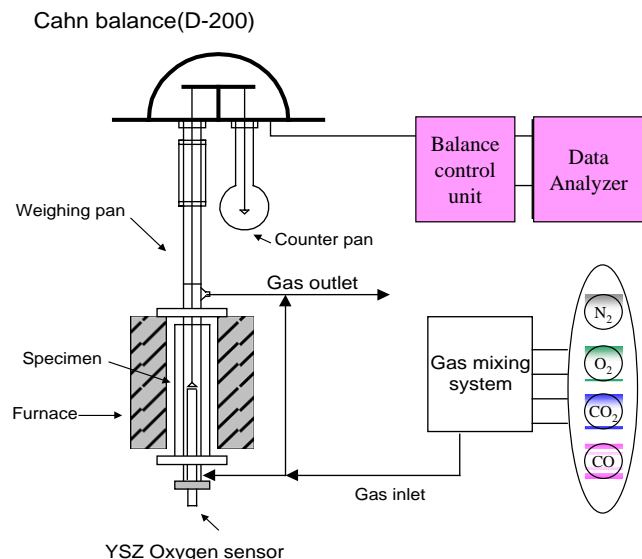 Cahn balance(D-200)
Balance
control
unit
Data
Analyzer
Weighing pan
Counter pan
Gas outlet
N2
Gas mixing
system
O2
Specimen
Furnace
CO2
CO
Gas inlet
YSZ Oxygen sensor